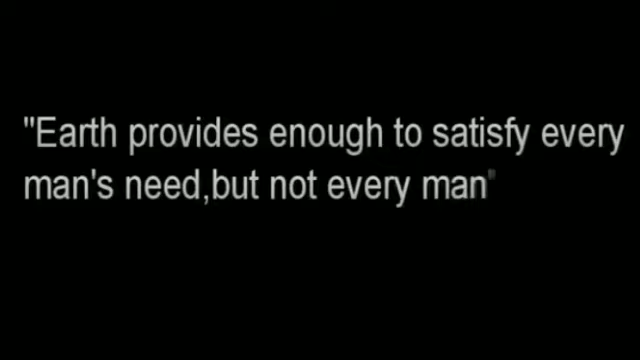 "Earth provides enough to satisfy every
man's need,but not every man'